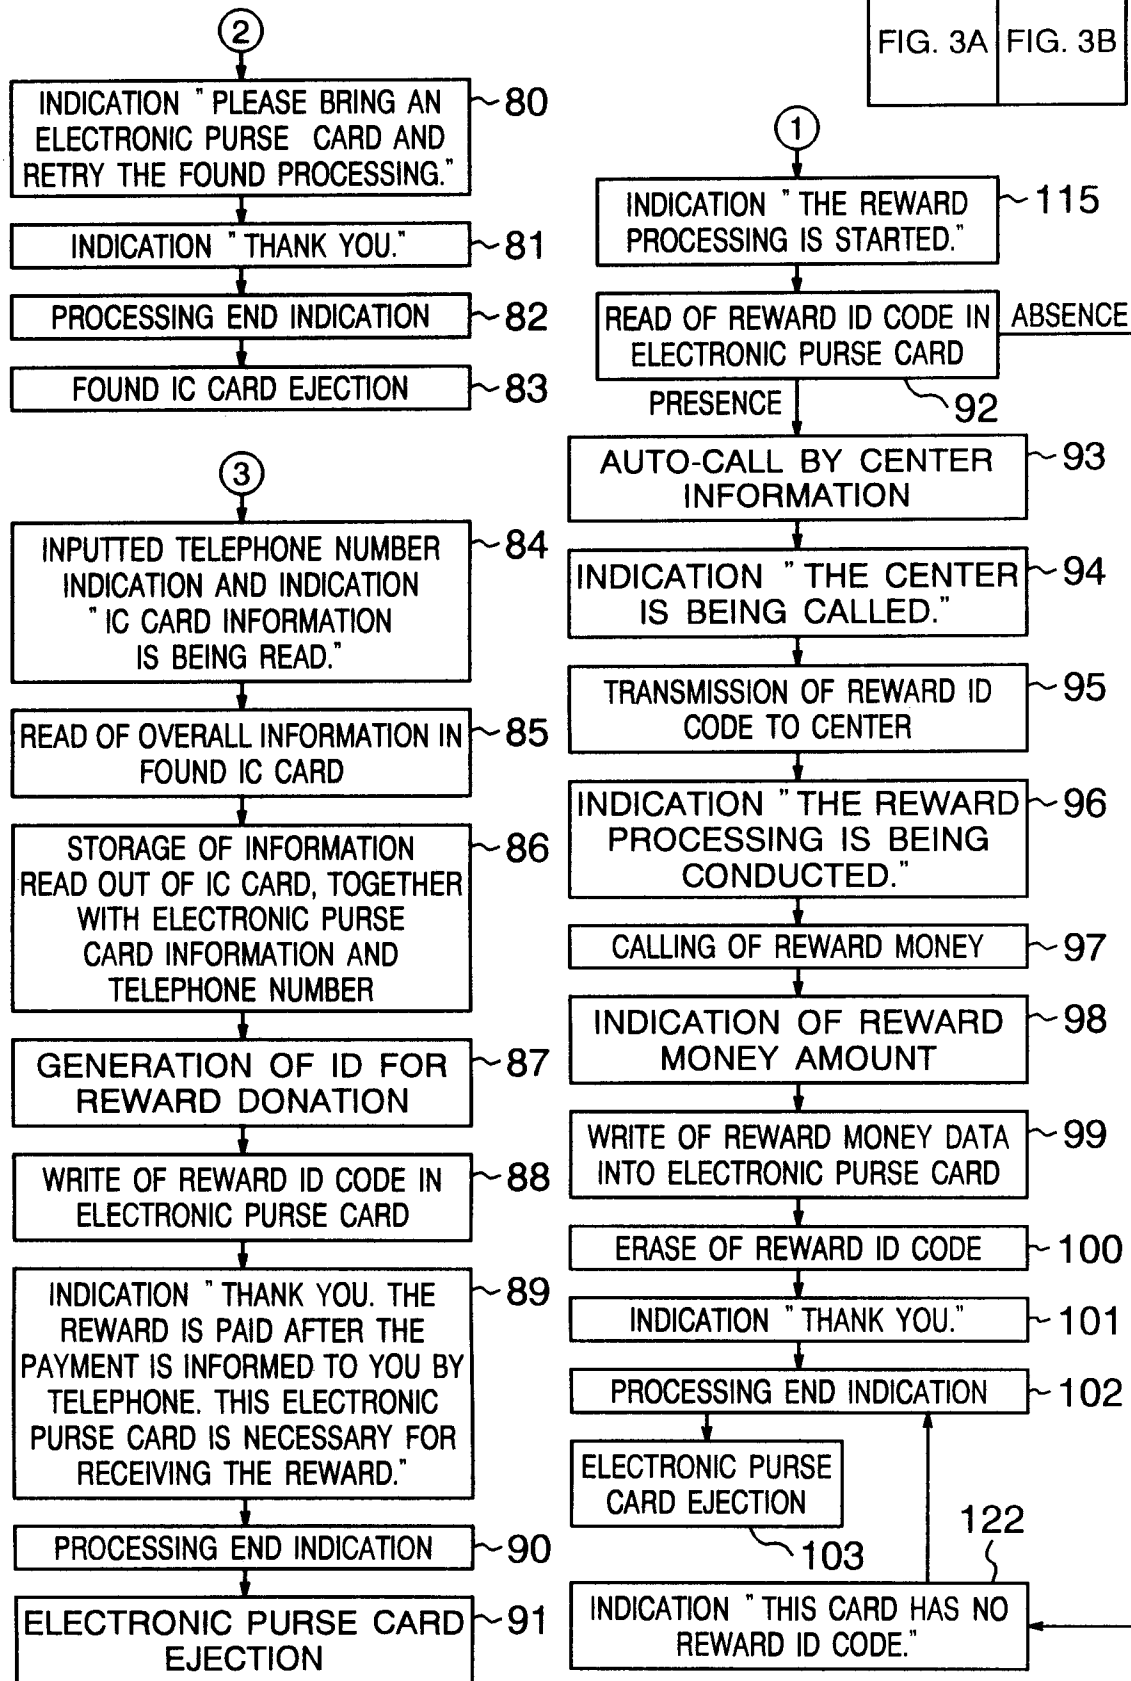 FIG. 3A FIG. 3B
2
INDICATION " PLEASE BRING AN
ELECTRONIC PURSE CARD AND
RETRY THE FOUND PROCESSING."
80
INDICATION " THANK YOU."
81
PROCESSING END INDICATION
82
FOUND IC CARD EJECTION
83
3
INPUTTED TELEPHONE NUMBER
INDICATION AND INDICATION
" IC CARD INFORMATION
IS BEING READ."
84
READ OF OVERALL INFORMATION IN
FOUND IC CARD
85
STORAGE OF INFORMATION
READ OUT OF IC CARD, TOGETHER
WITH ELECTRONIC PURSE
CARD INFORMATION AND
TELEPHONE NUMBER
86
GENERATION OF ID FOR
REWARD DONATION
87
WRITE OF REWARD ID CODE IN
ELECTRONIC PURSE CARD
88
INDICATION " THANK YOU. THE
REWARD IS PAID AFTER THE
PAYMENT IS INFORMED TO YOU BY
TELEPHONE. THIS ELECTRONIC
PURSE CARD IS NECESSARY FOR
RECEIVING THE REWARD."
89
PROCESSING END INDICATION
90
ELECTRONIC PURSE CARD
EJECTION
91
1
INDICATION " THE REWARD
PROCESSING IS STARTED."
115
READ OF REWARD ID CODE IN
ELECTRONIC PURSE CARD
ABSENCE
92
PRESENCE
AUTO-CALL BY CENTER
INFORMATION
93
INDICATION " THE CENTER
IS BEING CALLED."
94
TRANSMISSION OF REWARD ID
CODE TO CENTER
95
INDICATION " THE REWARD
PROCESSING IS BEING
CONDUCTED."
96
CALLING OF REWARD MONEY
97
INDICATION OF REWARD
MONEY AMOUNT
98
WRITE OF REWARD MONEY DATA
INTO ELECTRONIC PURSE CARD
99
ERASE OF REWARD ID CODE
100
INDICATION " THANK YOU."
101
PROCESSING END INDICATION
102
ELECTRONIC PURSE
CARD EJECTION
103
122
INDICATION " THIS CARD HAS NO
REWARD ID CODE."